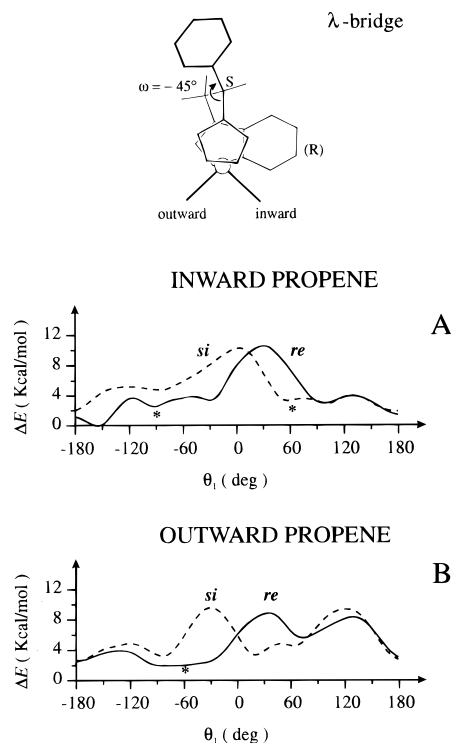 λ-bridge
ω = – 45°
S
(R)
outward
inward
INWARD PROPENE
A
ΔE ( Kcal/mol )
12
8
4
0
si
re
*
*
-180
-120
-60
0
60
120
180
θ₁ ( deg )
OUTWARD PROPENE
B
ΔE ( Kcal/mol )
12
8
4
0
si
re
*
-180
-120
-60
0
60
120
180
θ₁ ( deg )